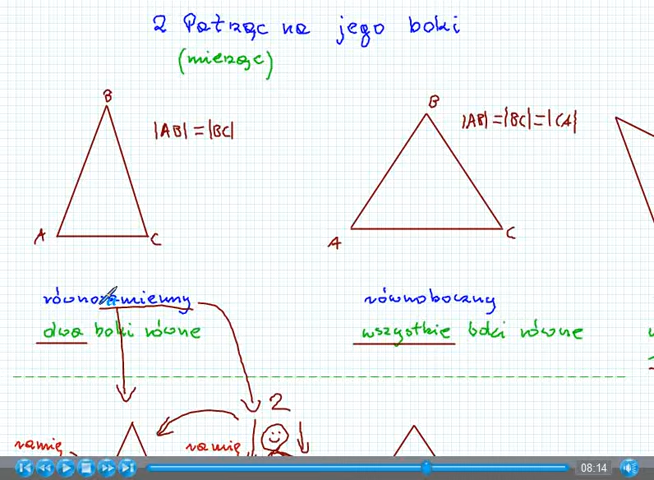 2 Patrząc na jego boki
(mierząc)
B
|AB| = |BC|
A
C
B
|AB| = |BC| = |CA|
A
C
równoramienny
dwa boki równe
równoboczny
wszystkie boki równe
2
ramię
ramię
08:14